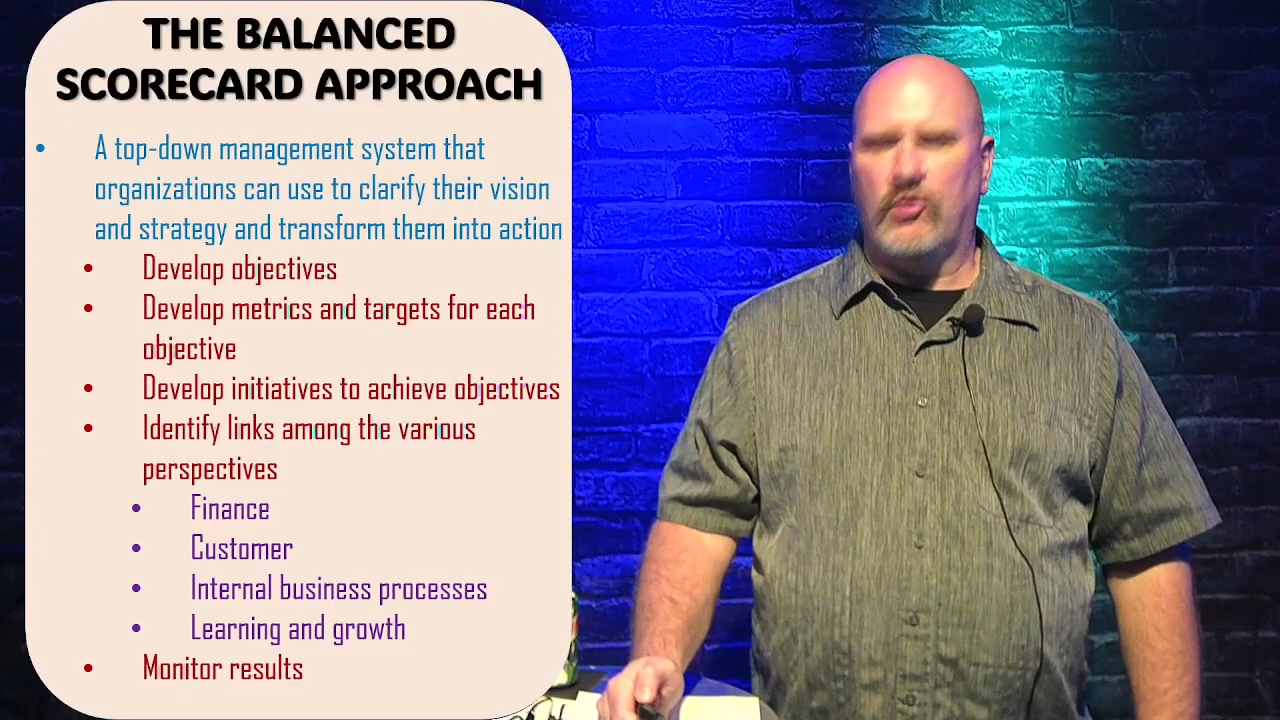 THE BALANCED
SCORECARD APPROACH
• A top-down management system that
organizations can use to clarify their vision
and strategy and transform them into action
• Develop objectives
• Develop metrics and targets for each
objective
• Develop initiatives to achieve objectives
• Identify links among the various
perspectives
• Finance
• Customer
• Internal business processes
• Learning and growth
• Monitor results